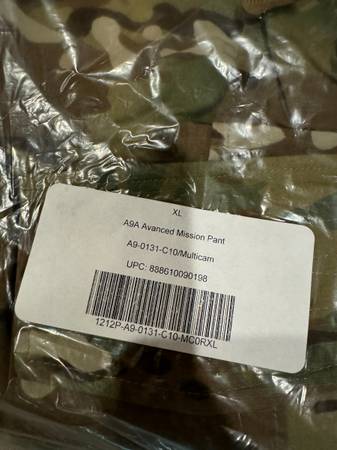 XL
A9A Avanced Mission Pant
A9-0131-C10/Multicam
UPC: 888610090198
1212P-A9-0131-C10-MC0RXL